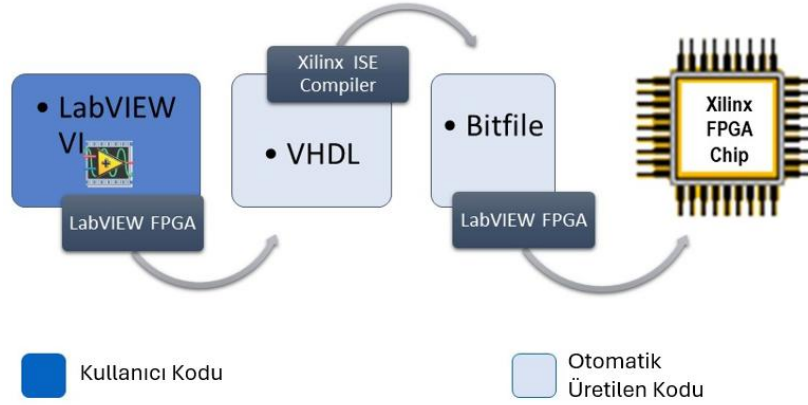 • LabVIEW
VI
LabVIEW FPGA
Xilinx ISE
Compiler
• VHDL
• Bitfile
LabVIEW FPGA
Xilinx
FPGA
Chip
Kullanıcı Kodu
Otomatik
Üretilen Kodu